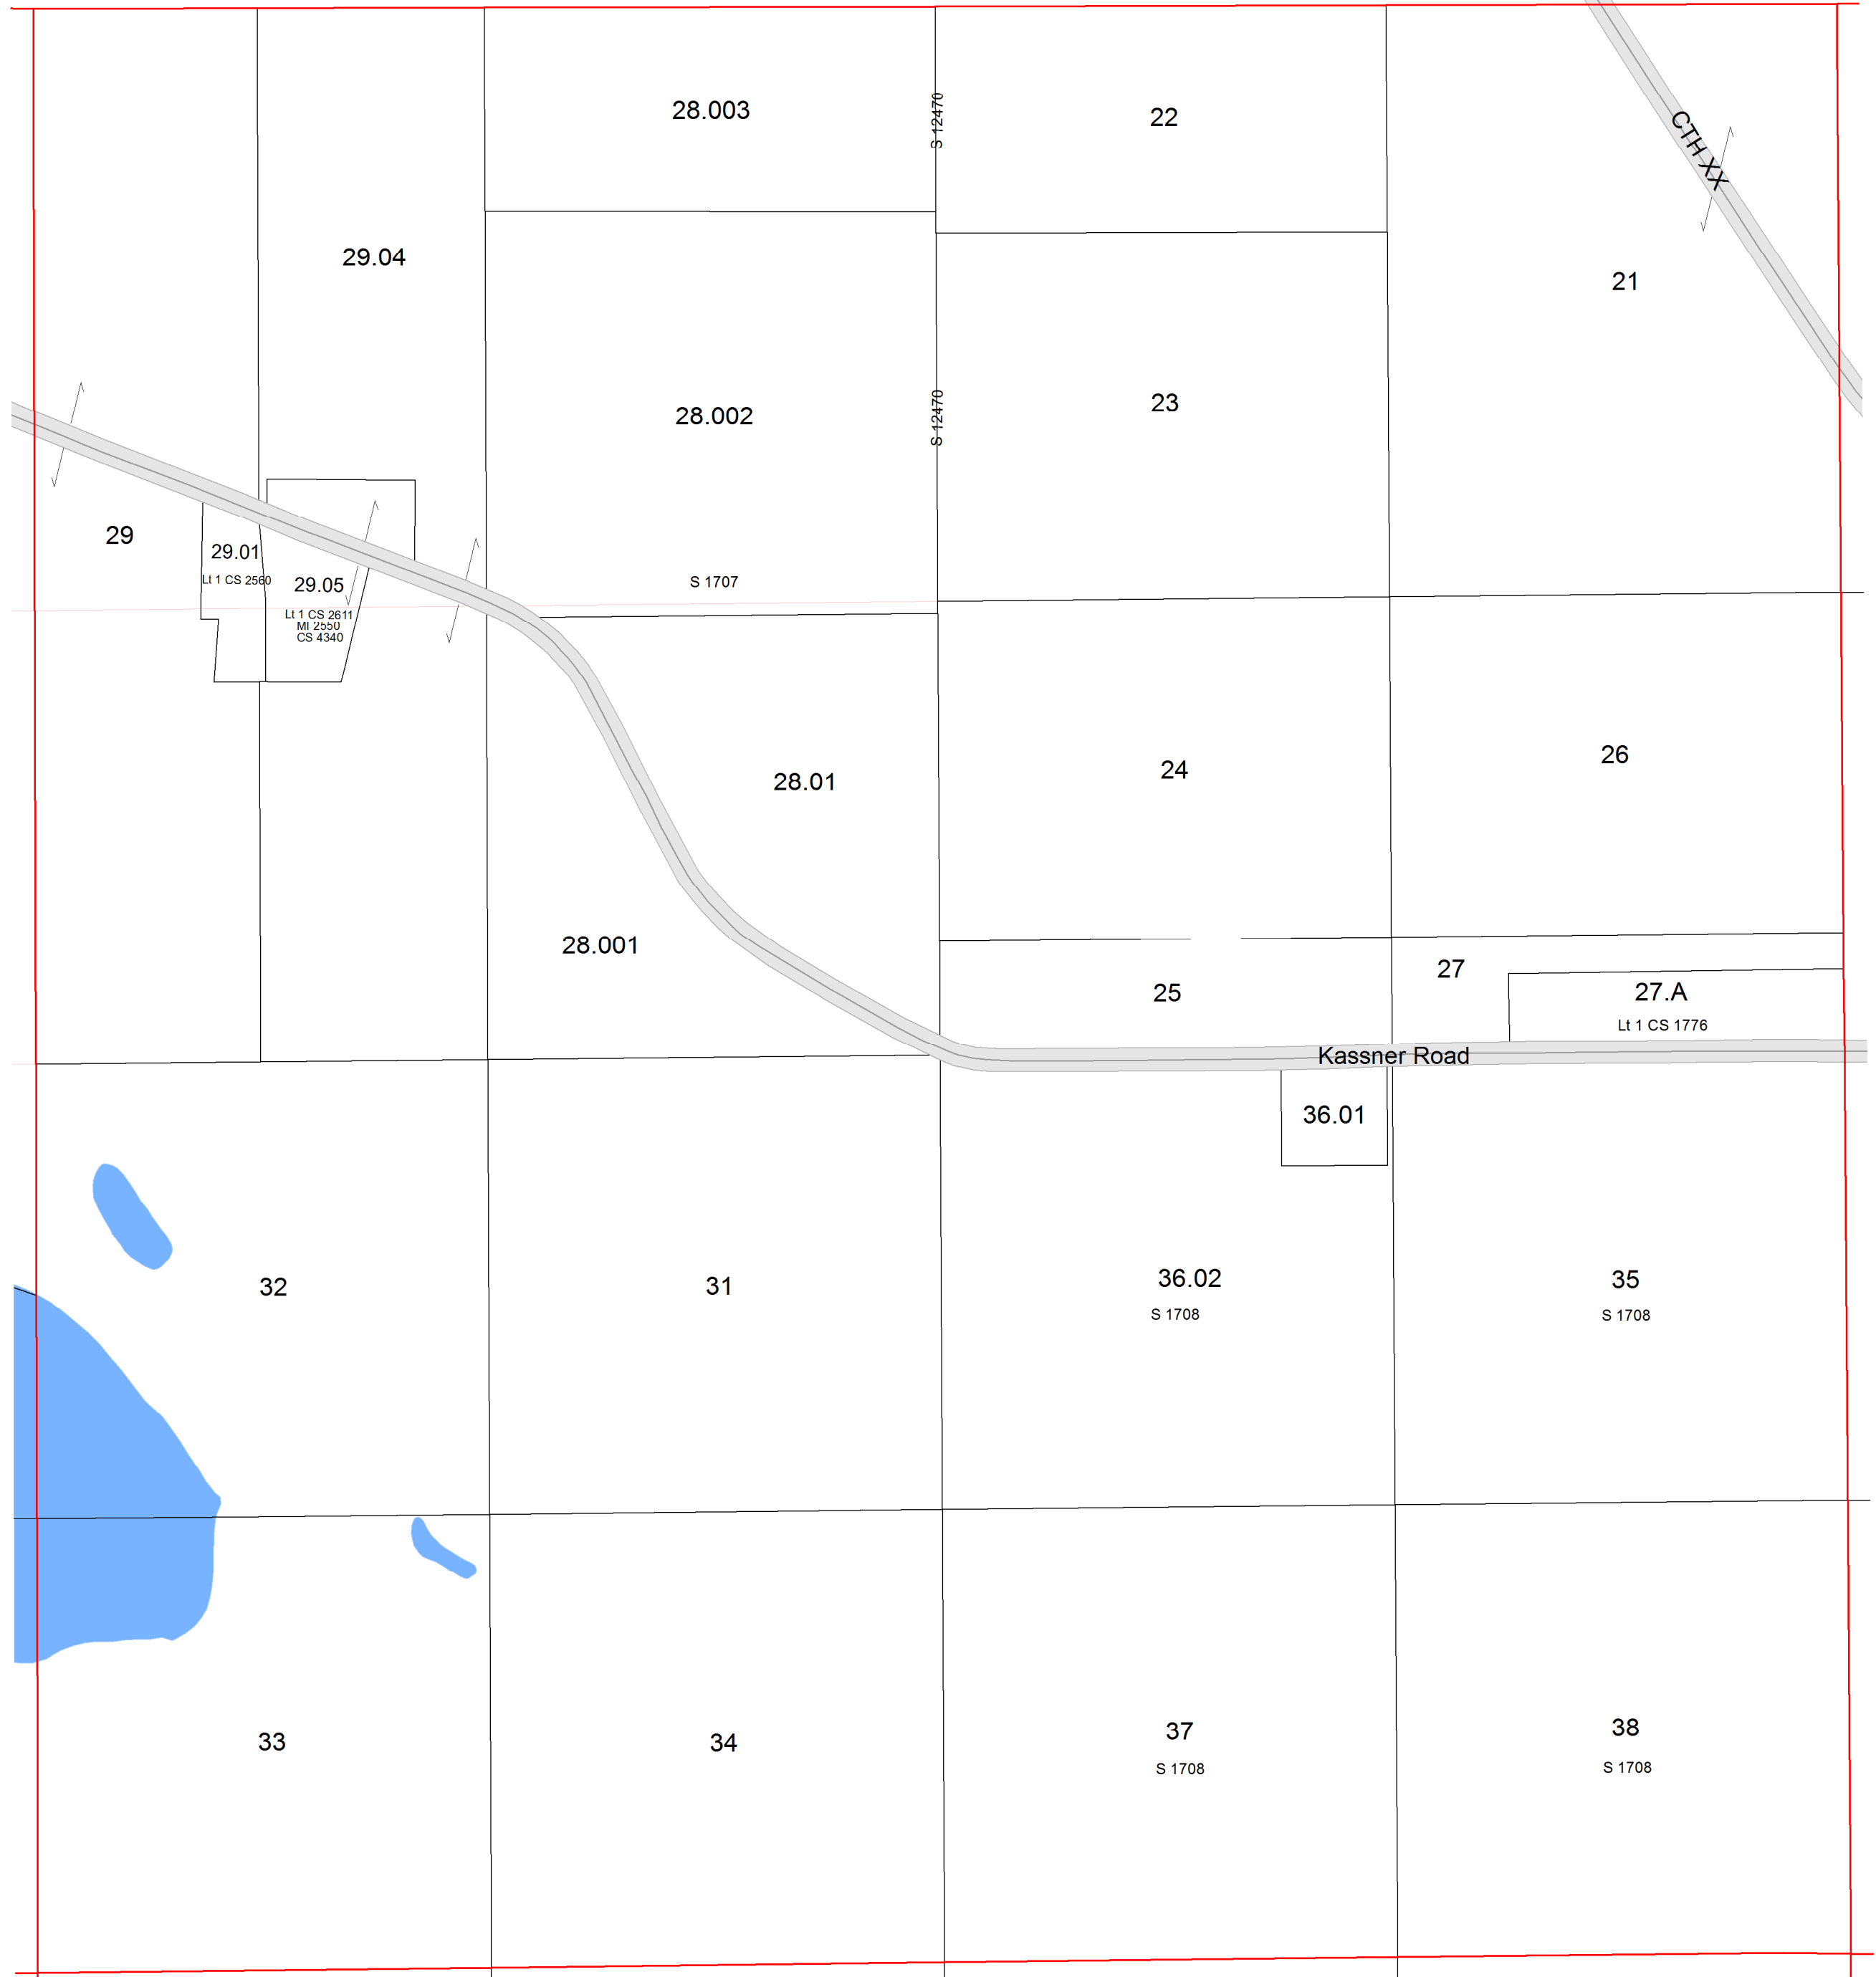 28.003
S 12470
22
CTH XX
29.04
21
28.002
S 12470
23
29
29.01
Lt 1 CS 2560
29.05
Lt 1 CS 2611
MI 2550
CS 4340
S 1707
28.01
24
26
28.001
25
27
27.A
Lt 1 CS 1776
Kassner Road
36.01
32
31
36.02
S 1708
35
S 1708
33
34
37
S 1708
38
S 1708